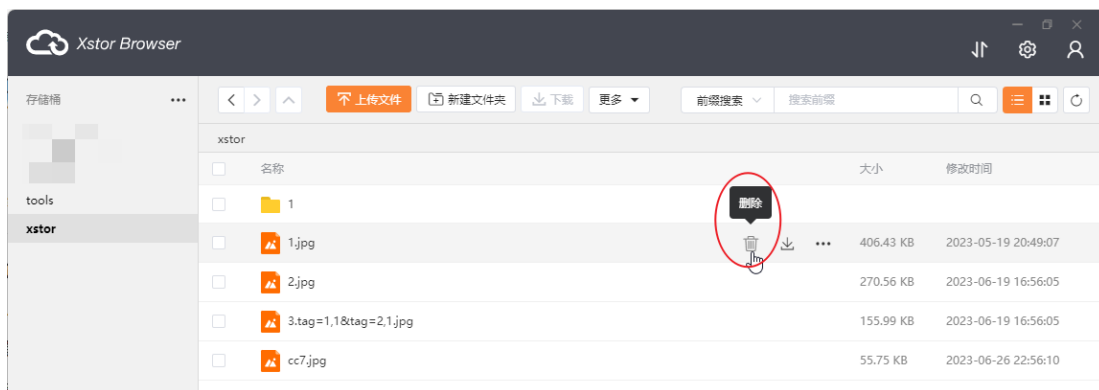 Xstor Browser
存储桶 上传文件 新建文件夹 下载 更多 前缀搜索 搜索前缀
xstor
名称 大小 修改时间
tools
删除
1
xstor
1.jpg 406.43 KB 2023-05-19 20:49:07
2.jpg 270.56 KB 2023-06-19 16:56:05
3.tag=1,1&tag=2,1.jpg 155.99 KB 2023-06-19 16:56:05
cc7.jpg 55.75 KB 2023-06-26 22:56:10